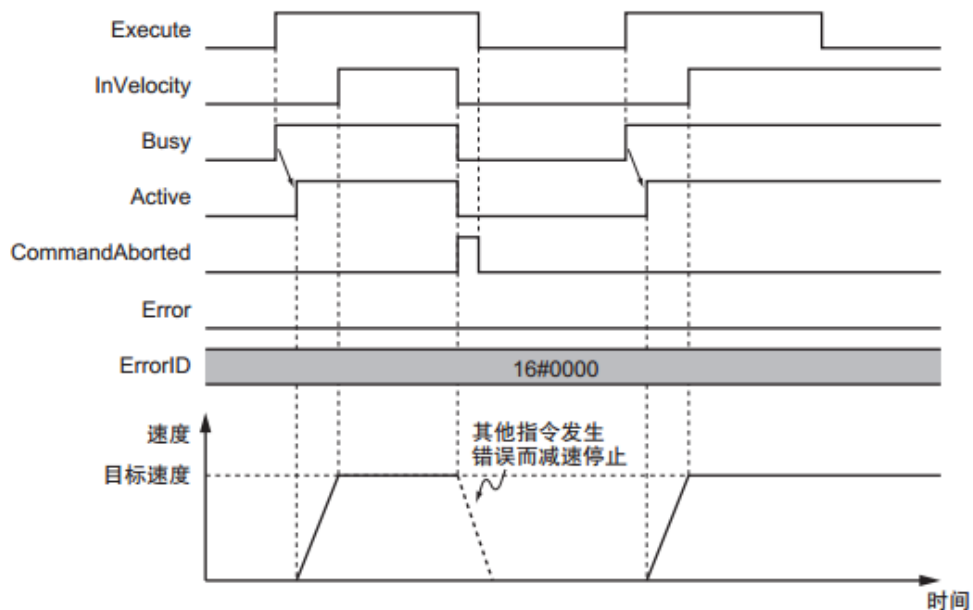 Execute
InVelocity
Busy
Active
CommandAborted
Error
ErrorID
16#0000
速度
目标速度
其他指令发生
错误而减速停止
时间